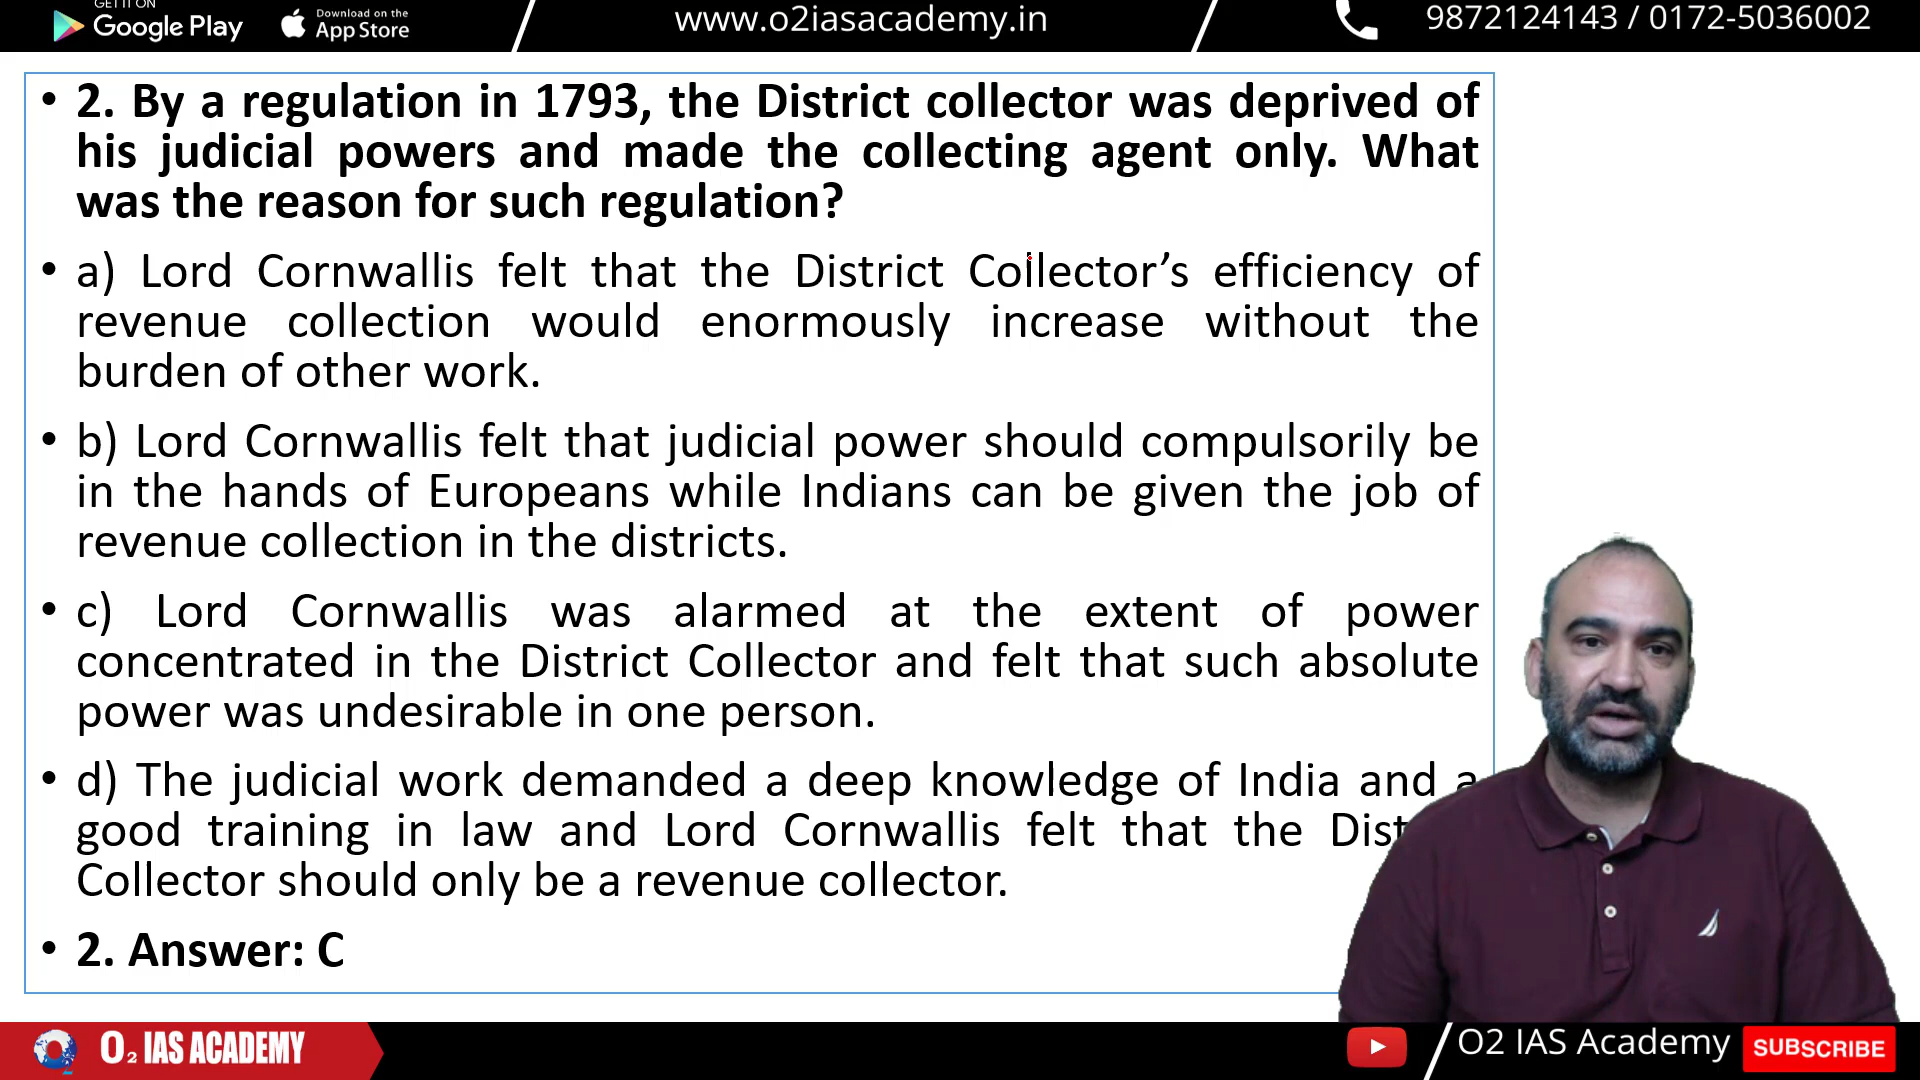 GET IT ON
Google Play
Download on the
App Store
www.o2iasacademy.in
9872124143 / 0172-5036002
• 2. By a regulation in 1793, the District collector was deprived of
his judicial powers and made the collecting agent only. What
was the reason for such regulation?
• a) Lord Cornwallis felt that the District Collector’s efficiency of
revenue collection would enormously increase without the
burden of other work.
• b) Lord Cornwallis felt that judicial power should compulsorily be
in the hands of Europeans while Indians can be given the job of
revenue collection in the districts.
• c) Lord Cornwallis was alarmed at the extent of power
concentrated in the District Collector and felt that such absolute
power was undesirable in one person.
• d) The judicial work demanded a deep knowledge of India and a
good training in law and Lord Cornwallis felt that the Dist
Collector should only be a revenue collector.
• 2. Answer: C
O2 IAS ACADEMY
O2 IAS Academy
SUBSCRIBE